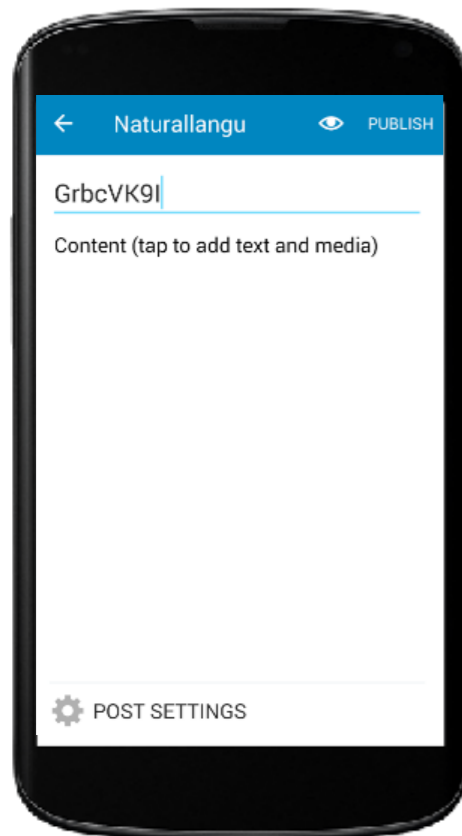 Naturallangu
PUBLISH
GrbcVK9I
Content (tap to add text and media)
POST SETTINGS